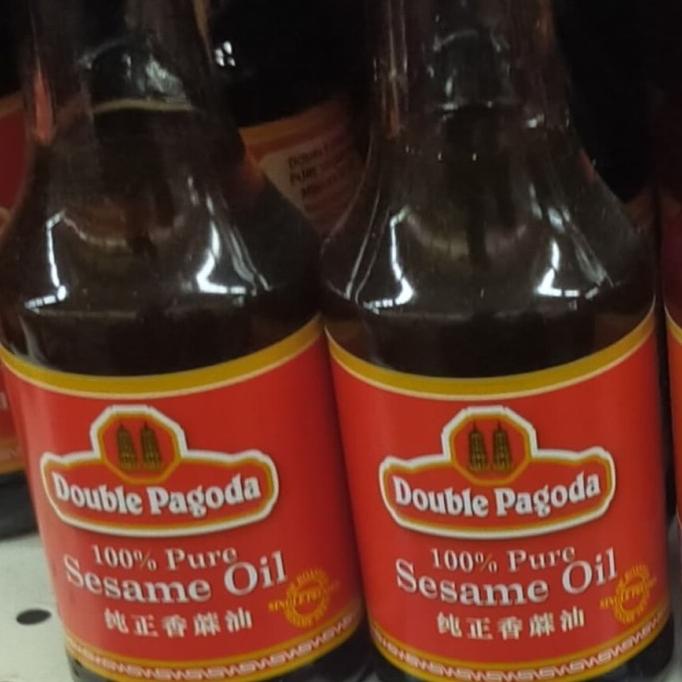 Double Pagoda
100% Pure
Sesame Oil
純正香蔴油
Double Pagoda
100% Pure
Sesame Oil
純正香蔴油